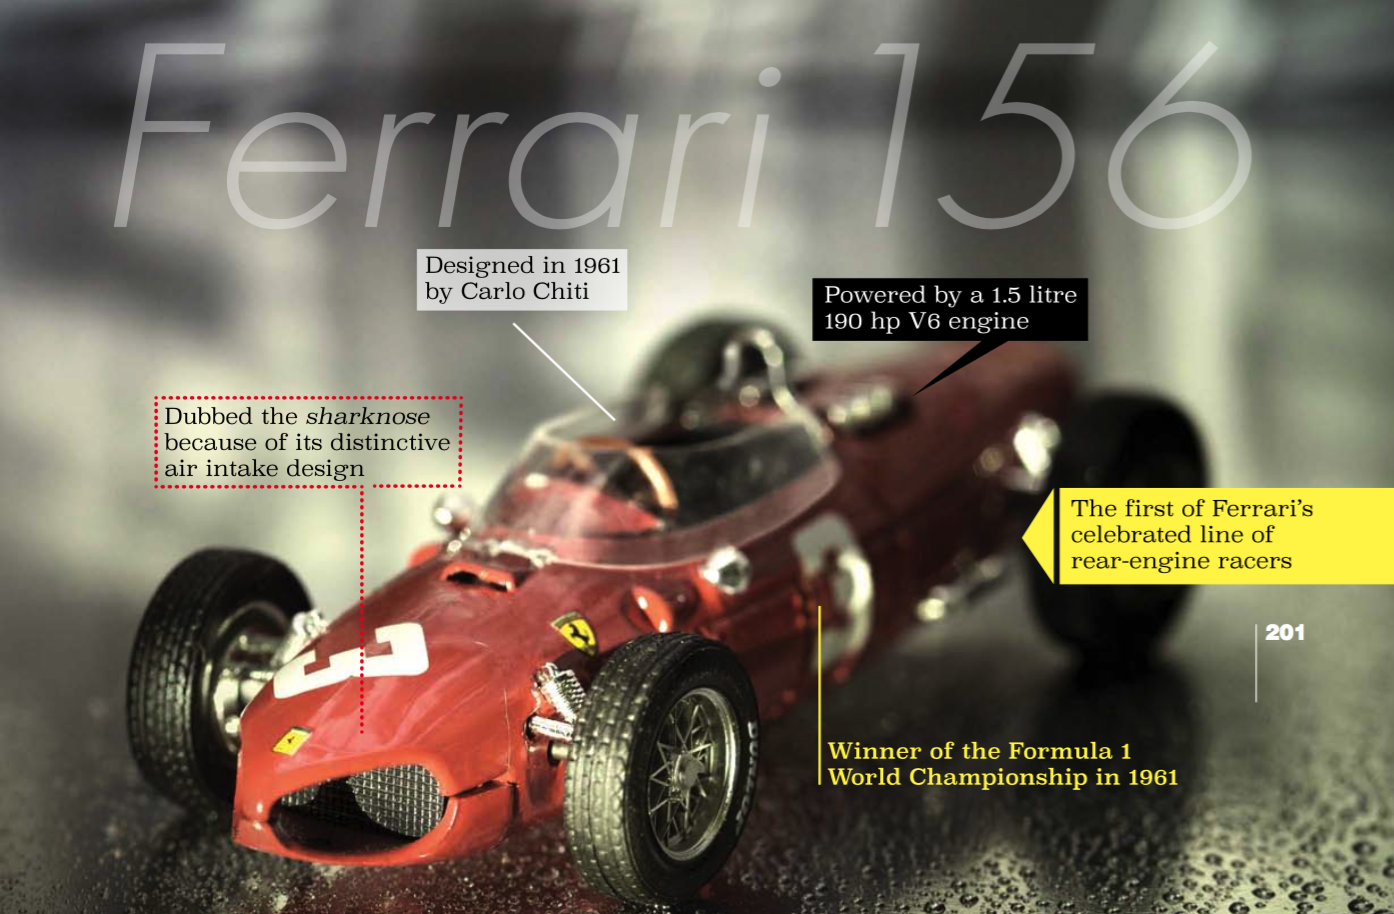 Ferrari 156
Designed in 1961
by Carlo Chiti
Powered by a 1.5 litre
190 hp V6 engine
Dubbed the sharknose
because of its distinctive
air intake design
The first of Ferrari’s
celebrated line of
rear-engine racers
201
3
3
Winner of the Formula 1
World Championship in 1961